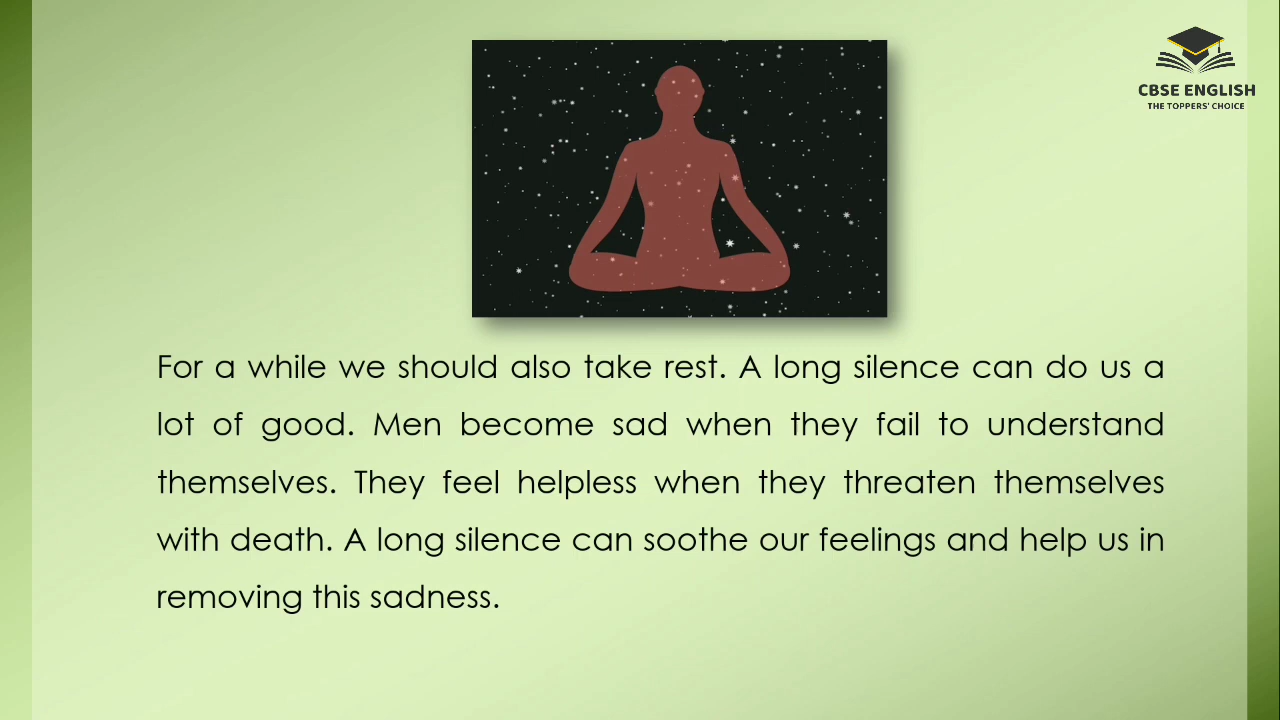 CBSE ENGLISH
THE TOPPERS' CHOICE
For a while we should also take rest. A long silence can do us a
lot of good. Men become sad when they fail to understand
themselves. They feel helpless when they threaten themselves
with death. A long silence can soothe our feelings and help us in
removing this sadness.